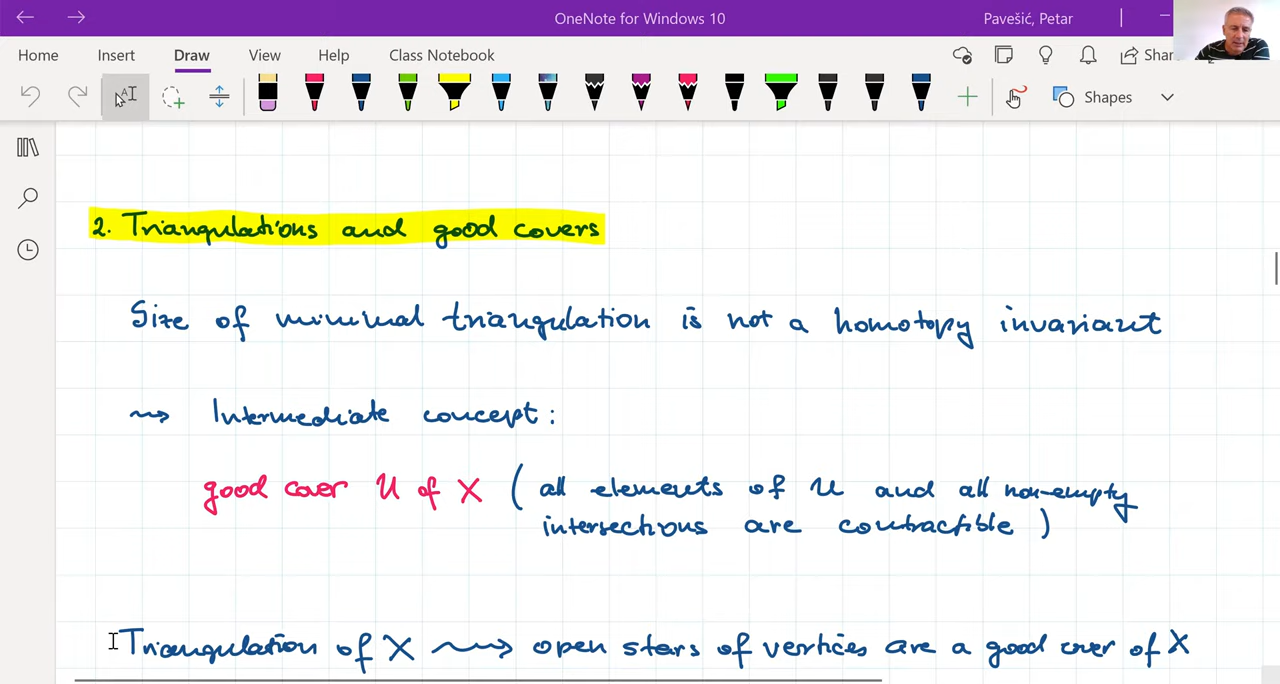 OneNote for Windows 10
Pavešić, Petar
Home Insert Draw View Help Class Notebook
Shar
Shapes
2. Triangulations and good covers
Size of minimal triangulation is not a homotopy invariant
⇝ Intermediate concept:
good cover U of X ( all elements of U and all non-empty
intersections are contractible )
Triangulation of X ⇝ open stars of vertices are a good cover of X